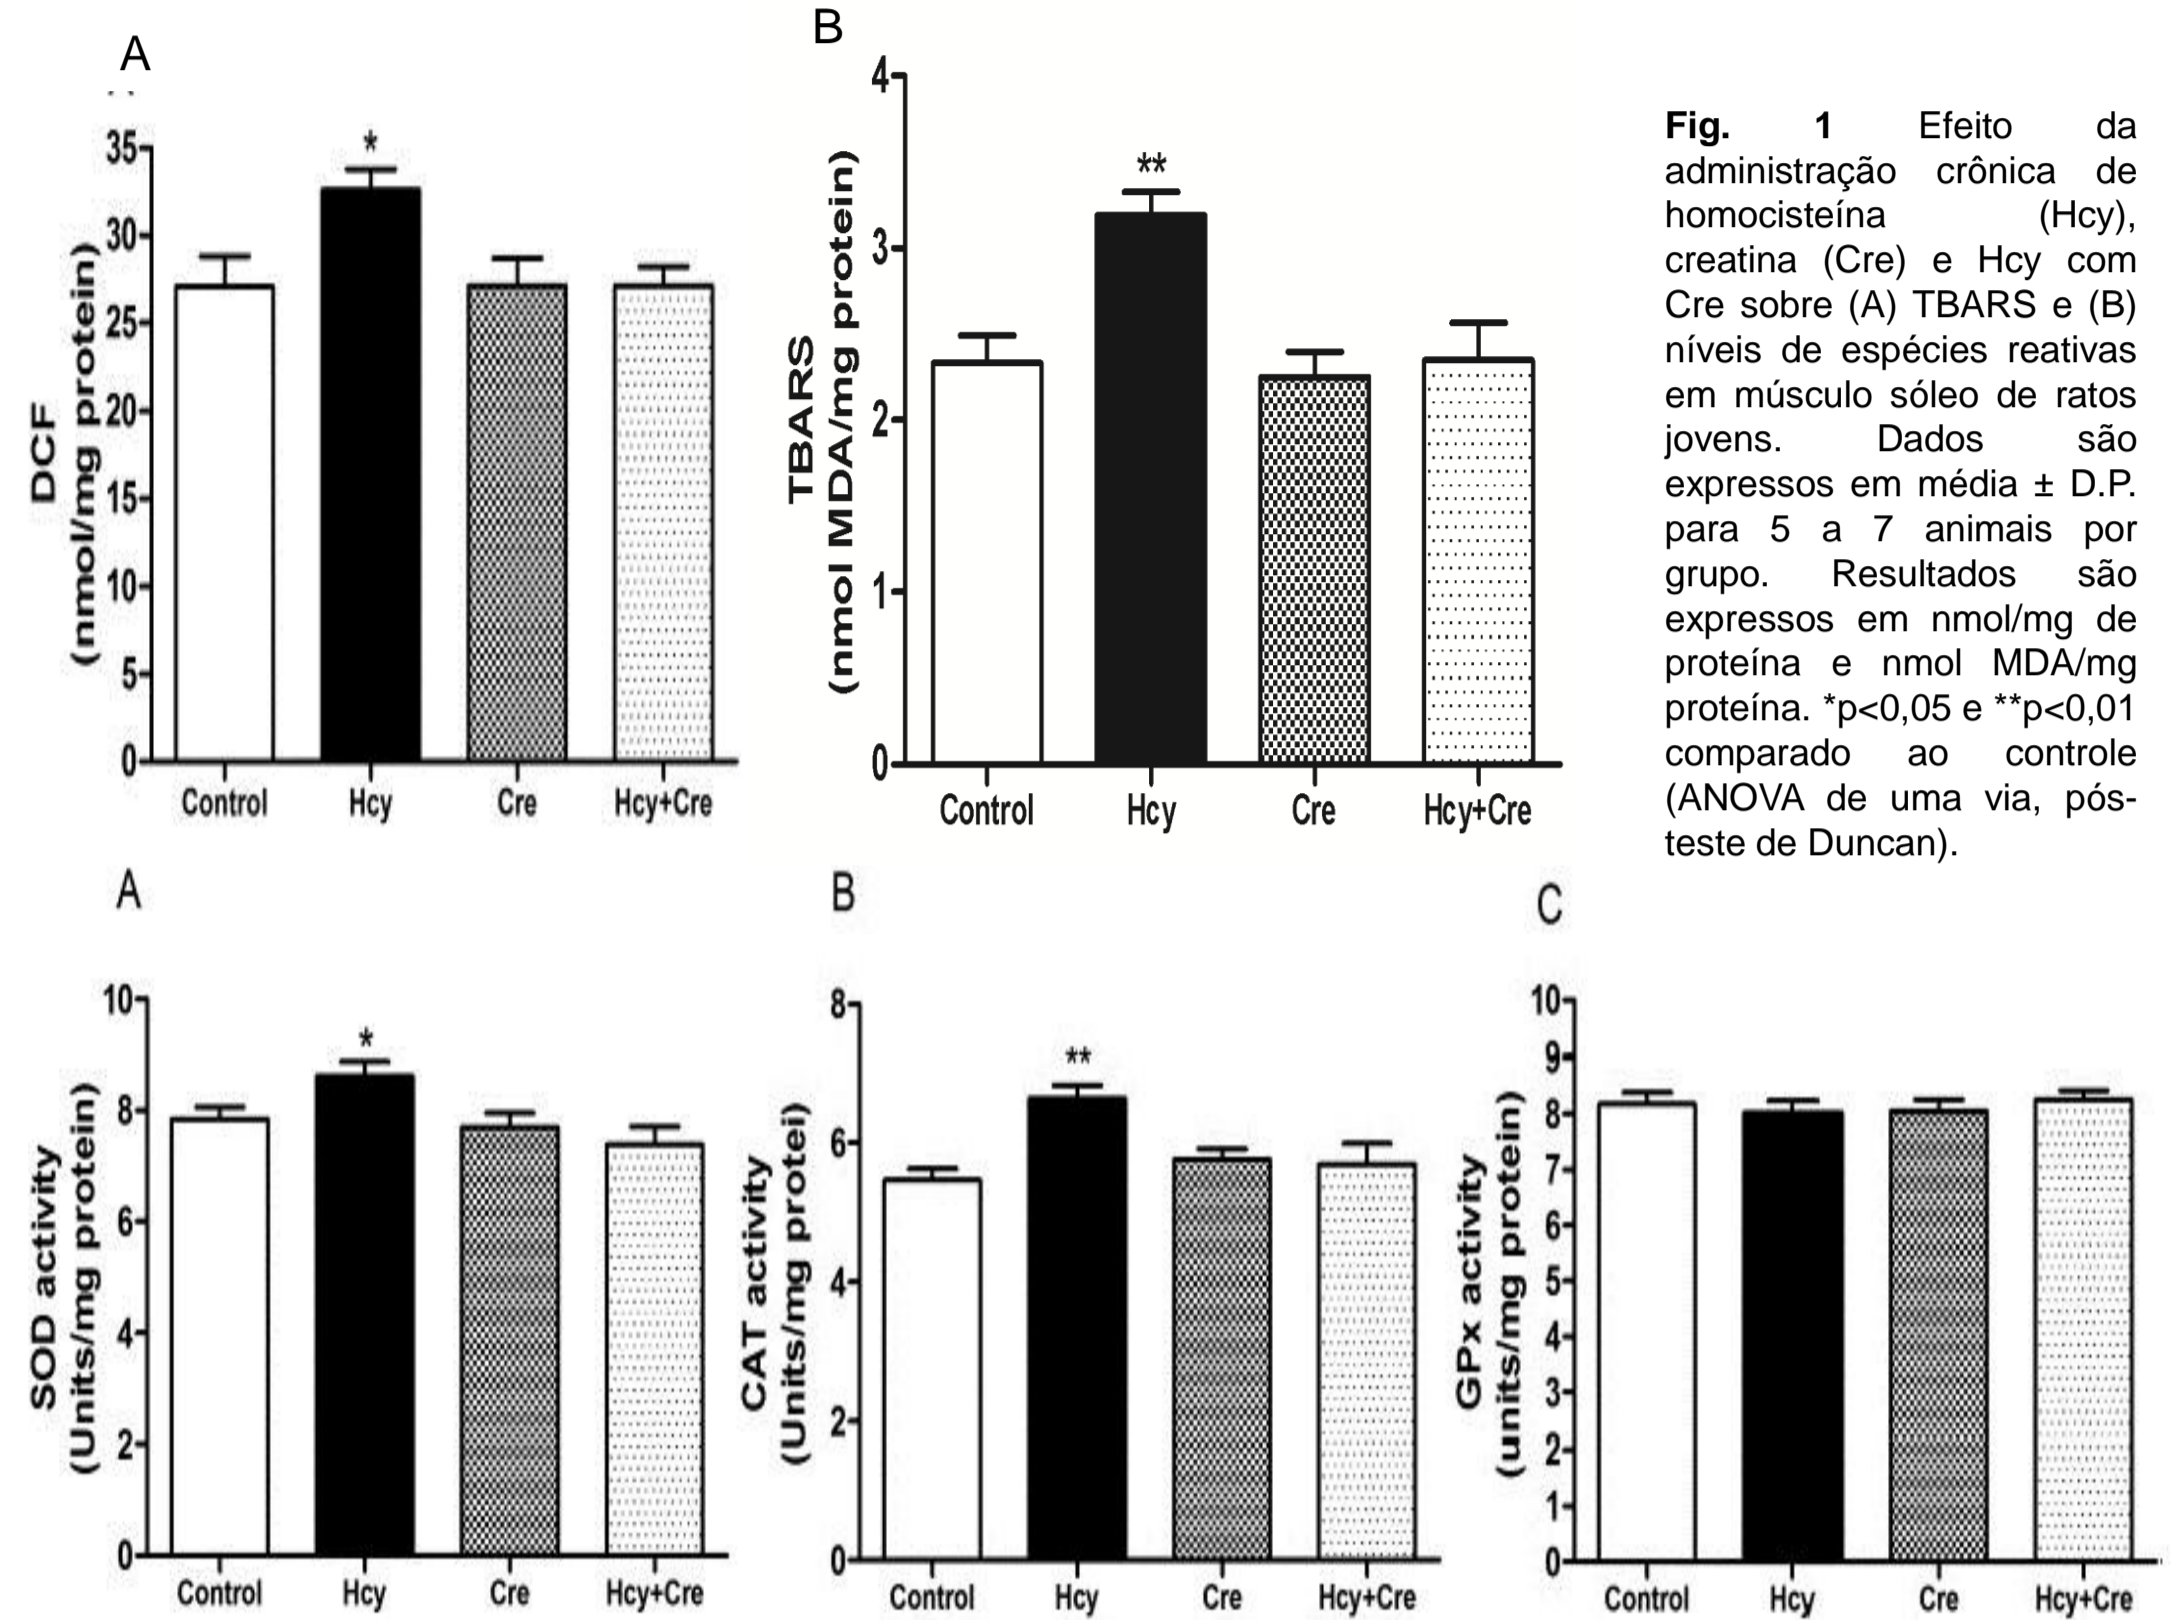 A
35
30
25
20
15
10
5
0
DCF
(nmol/mg protein)
*
Control Hcy Cre Hcy+Cre
B
4
3
2
1
0
TBARS
(nmol MDA/mg protein)
**
Control Hcy Cre Hcy+Cre
Fig. 1 Efeito da
administração crônica de
homocisteína (Hcy),
creatina (Cre) e Hcy com
Cre sobre (A) TBARS e (B)
níveis de espécies reativas
em músculo sóleo de ratos
jovens. Dados são
expressos em média ± D.P.
para 5 a 7 animais por
grupo. Resultados são
expressos em nmol/mg de
proteína e nmol MDA/mg
proteína. *p<0,05 e **p<0,01
comparado ao controle
(ANOVA de uma via, pós-
teste de Duncan).
A
10
8
6
4
2
0
SOD activity
(Units/mg protein)
*
Control Hcy Cre Hcy+Cre
B
8
6
4
2
0
CAT activity
(Units/mg protei)
**
Control Hcy Cre Hcy+Cre
C
10
9
8
7
6
5
4
3
2
1
0
GPx activity
(units/mg protein)
Control Hcy Cre Hcy+Cre